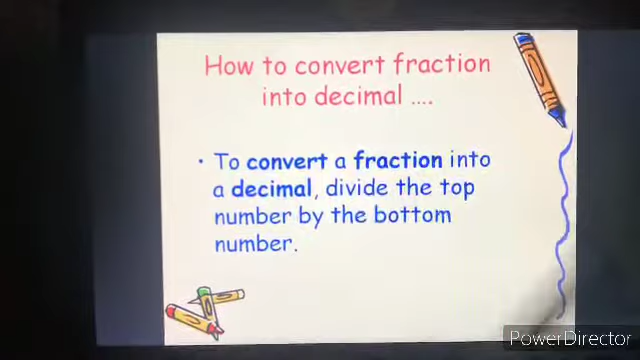 How to convert fraction
into decimal ....
• To convert a fraction into
a decimal, divide the top
number by the bottom
number.
PowerDirector